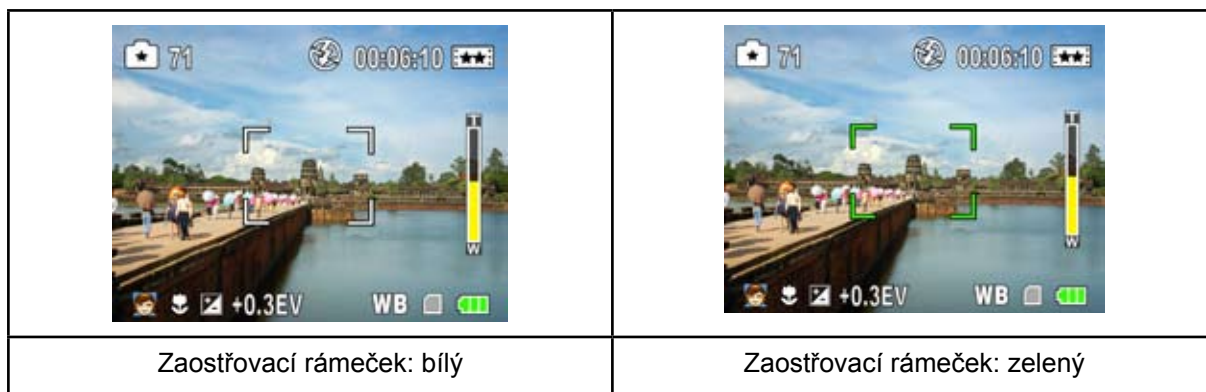 71 00:06:10
T
W
+0.3EV WB
71 00:06:10
T
W
+0.3EV WB
Zaostřovací rámeček: bílý
Zaostřovací rámeček: zelený